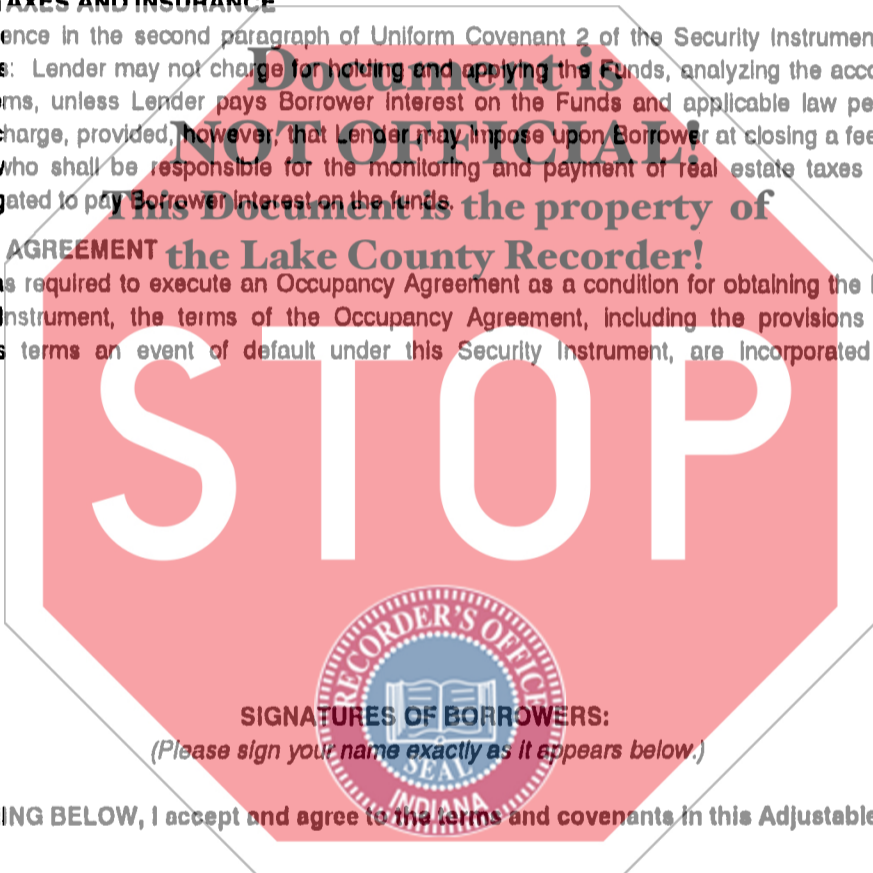 TAXES AND INSURANCE
ence in the second paragraph of Uniform Covenant 2 of the Security Instrumen
Document is
s: Lender may not charge for holding and applying the Funds, analyzing the acco
ms, unless Lender pays Borrower interest on the Funds and applicable law pe
NOT OFFICIAL!
charge, provided, however, that Lender may impose upon Borrower at closing a fee
who shall be responsible for the monitoring and payment of real estate taxes
gated to pay Borrower interest on the funds.
This Document is the property of
AGREEMENT
the Lake County Recorder!
s required to execute an Occupancy Agreement as a condition for obtaining the
Instrument, the terms of the Occupancy Agreement, including the provisions
s terms an event of default under this Security Instrument, are incorporated
STOP
RECORDER'S OFFICE
SIGNATURES OF BORROWERS:
(Please sign your name exactly as it appears below.)
SEAL
INDIANA
ING BELOW, I accept and agree to the terms and covenants in this Adjustable